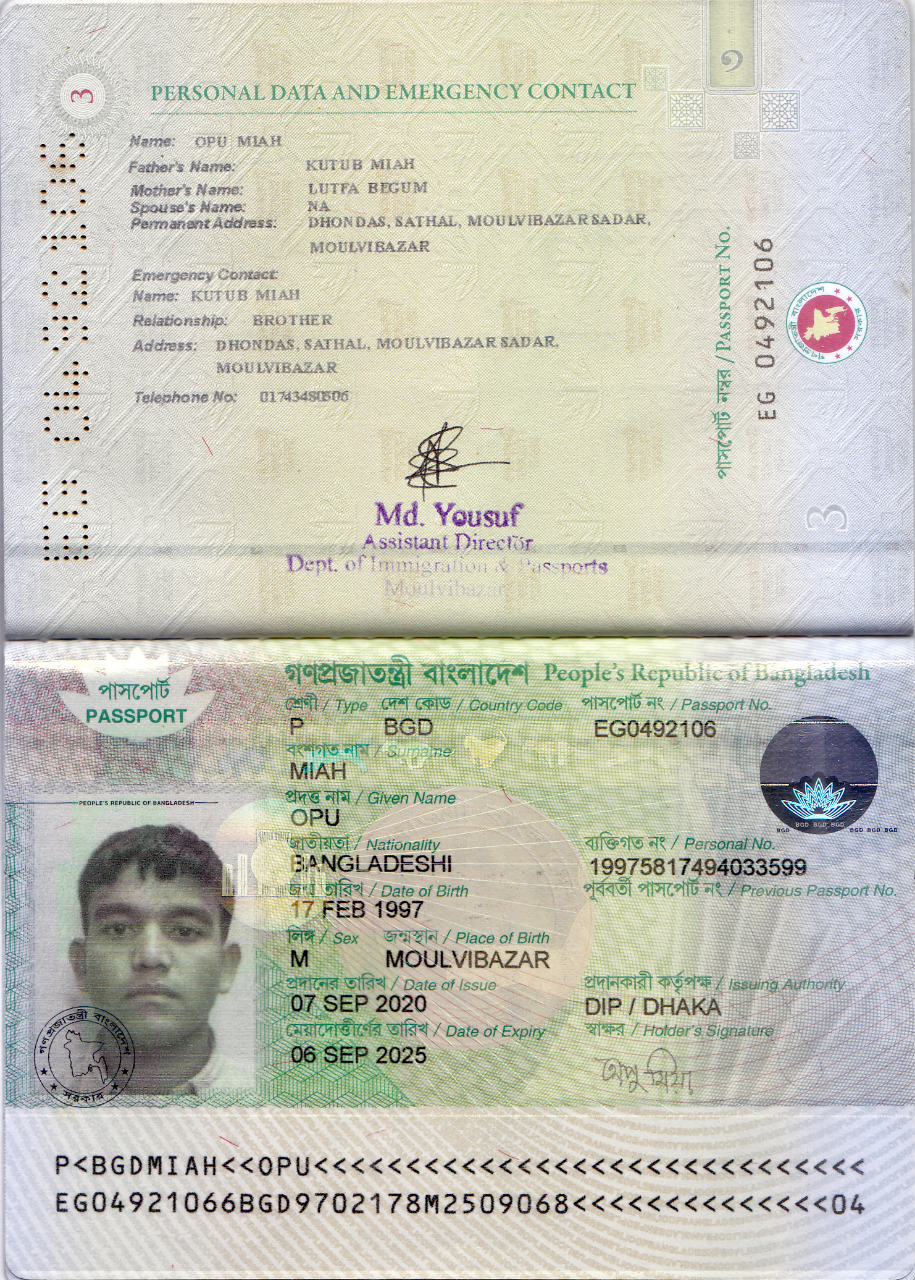 3
PERSONAL DATA AND EMERGENCY CONTACT
Name: OPU MIAH
Father's Name: KUTUB MIAH
Mother's Name: LUTFA BEGUM
Spouse's Name: NA
Permanent Address: DHONDAS, SATHAL, MOULVIBAZAR SADAR,
MOULVIBAZAR
Emergency Contact:
Name: KUTUB MIAH
Relationship: BROTHER
Address: DHONDAS, SATHAL, MOULVIBAZAR SADAR,
MOULVIBAZAR
Telephone No: 01743480506
Md. Yousuf
Assistant Director
Dept. of Immigration & Passports
Moulvibazar
পাসপোর্ট নম্বর / PASSPORT NO.
EG 0492106
3
পাসপোর্ট
PASSPORT
গণপ্রজাতন্ত্রী বাংলাদেশ People's Republic of Bangladesh
শ্রেণী / Type দেশ কোড / Country Code পাসপোর্ট নং / Passport No.
P BGD EG0492106
বংশগত নাম / Surname
MIAH
প্রদত্ত নাম / Given Name
OPU
জাতীয়তা / Nationality ব্যক্তিগত নং / Personal No.
BANGLADESHI 19975817494033599
জন্ম তারিখ / Date of Birth পূর্ববর্তী পাসপোর্ট নং / Previous Passport No.
17 FEB 1997
লিঙ্গ / Sex জন্মস্থান / Place of Birth
M MOULVIBAZAR
প্রদানের তারিখ / Date of Issue প্রদানকারী কর্তৃপক্ষ / Issuing Authority
07 SEP 2020 DIP / DHAKA
মেয়াদোত্তীর্ণের তারিখ / Date of Expiry স্বাক্ষর / Holder's Signature
06 SEP 2025 অপু মিয়া
PEOPLE'S REPUBLIC OF BANGLADESH
BGD BGD BGD BGD BGD BGD
গণপ্রজাতন্ত্রী বাংলাদেশ
সরকার
P<BGDMIAH<<OPU<<<<<<<<<<<<<<<<<<<<<<<<<<<<<<
EG04921066BGD9702178M2509068<<<<<<<<<<<<<<04